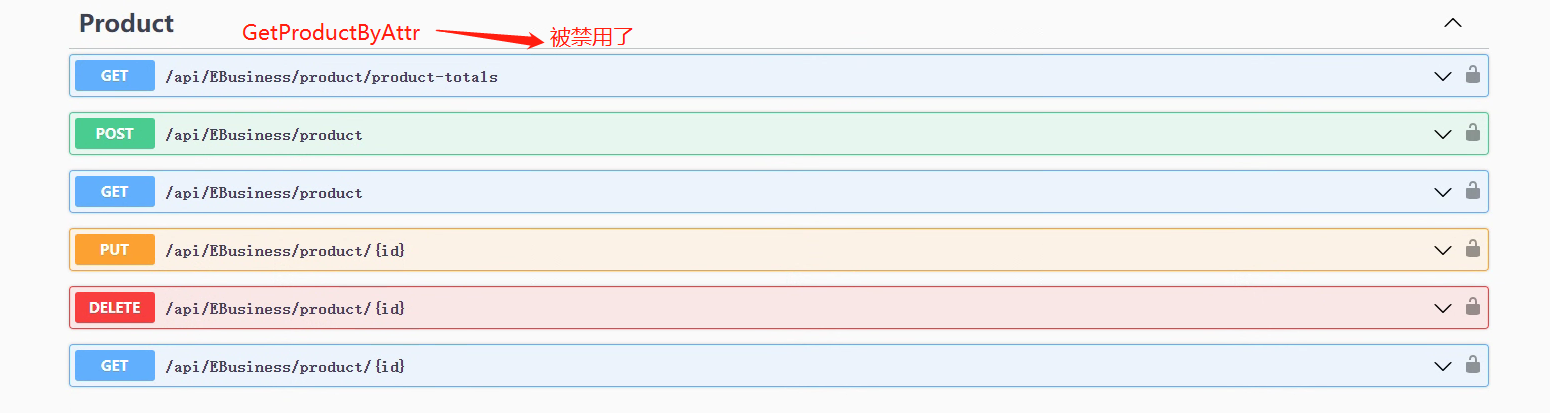 Product
GetProductByAttr 被禁用了
GET /api/EBusiness/product/product-totals
POST /api/EBusiness/product
GET /api/EBusiness/product
PUT /api/EBusiness/product/{id}
DELETE /api/EBusiness/product/{id}
GET /api/EBusiness/product/{id}